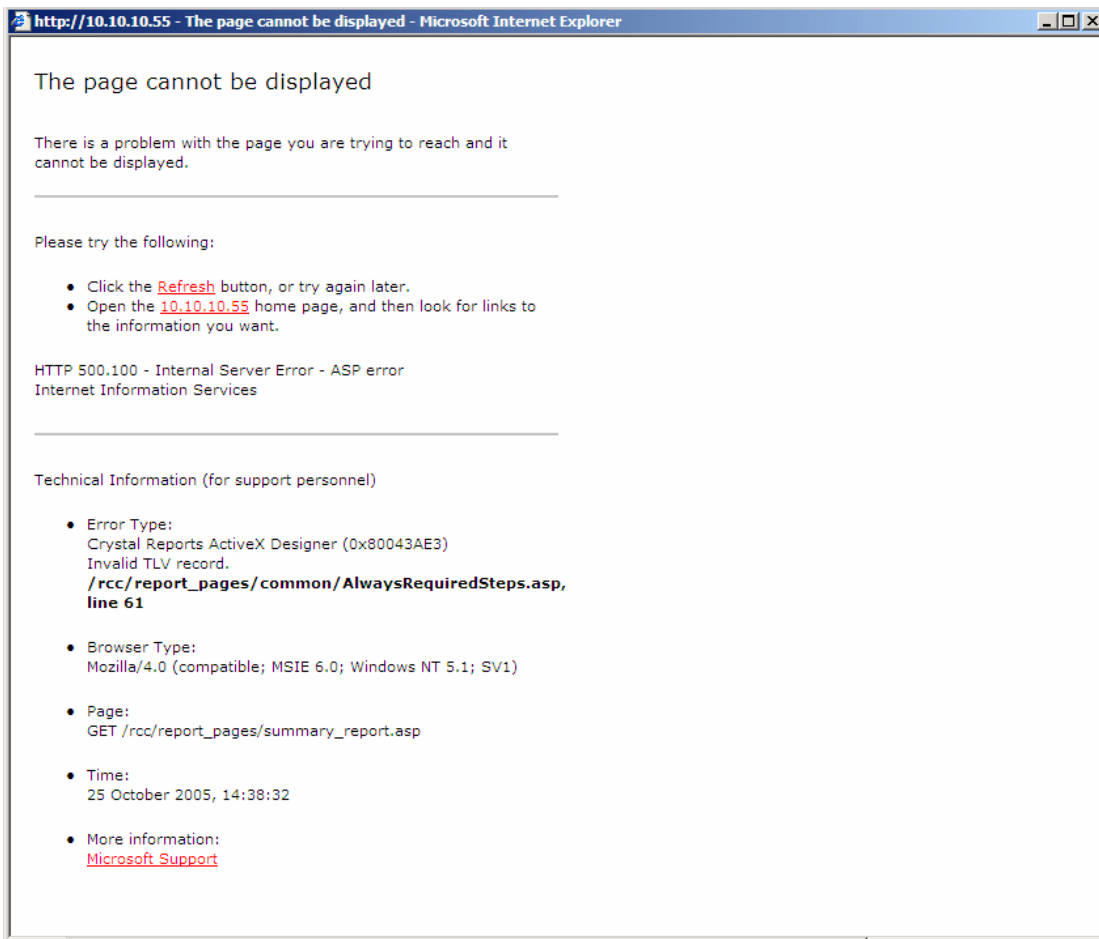 http://10.10.10.55 - The page cannot be displayed - Microsoft Internet Explorer
The page cannot be displayed
There is a problem with the page you are trying to reach and it
cannot be displayed.
Please try the following:
• Click the Refresh button, or try again later.
• Open the 10.10.10.55 home page, and then look for links to
the information you want.
HTTP 500.100 - Internal Server Error - ASP error
Internet Information Services
Technical Information (for support personnel)
• Error Type:
Crystal Reports ActiveX Designer (0x80043AE3)
Invalid TLV record.
/rcc/report_pages/common/AlwaysRequiredSteps.asp,
line 61
• Browser Type:
Mozilla/4.0 (compatible; MSIE 6.0; Windows NT 5.1; SV1)
• Page:
GET /rcc/report_pages/summary_report.asp
• Time:
25 October 2005, 14:38:32
• More information:
Microsoft Support